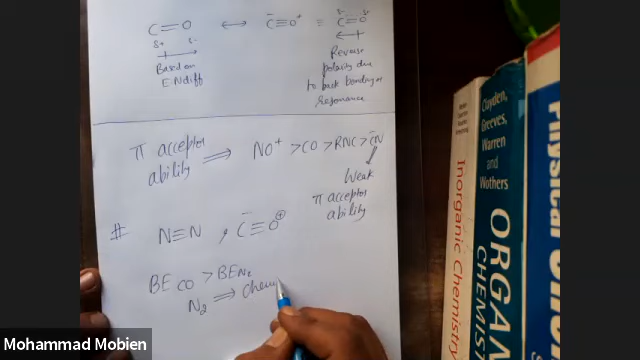 C=O ⟷ C̄≡O⁺ ≡ C̄=O
δ+ δ-
δ- δ+
Based on
E·N diff
Reverse
polarity due
to back bonding or
resonance
π acceptor
ability ⟹ NO⁺ > CO > RNC > C̄N
Weak
π acceptor
ability
# N≡N , C̄≡O⁺
BE CO > BE N₂
N₂ ⟹ Chem
Inorganic Chemistry
Clayden,
Greeves,
Warren
and
Wothers
ORGANIC
CHEMISTRY
Physical
Mohammad Mobien